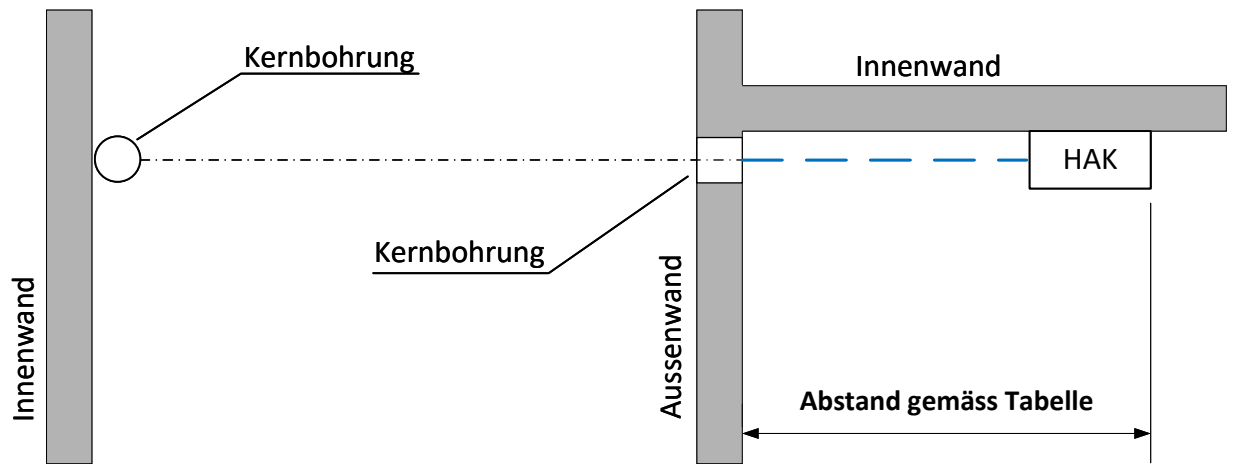 Kernbohrung
Innenwand
HAK
Kernbohrung
Innenwand
Aussenwand
Abstand gemäss Tabelle